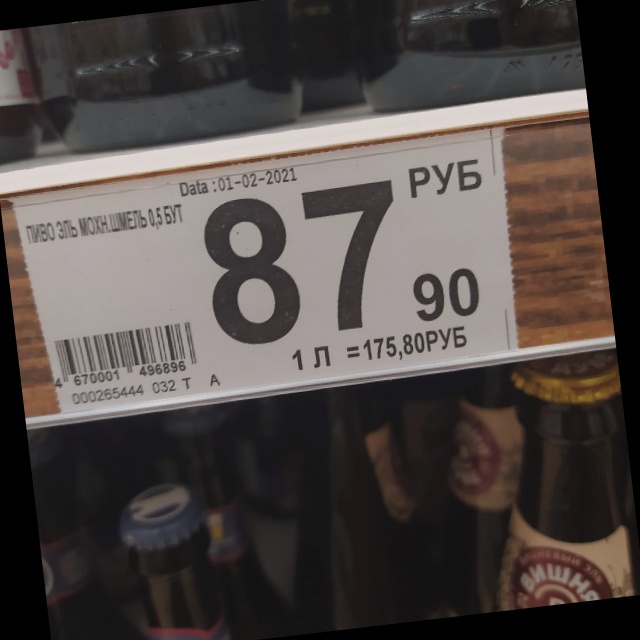 Data :01-02-2021
ПИВО ЭЛЬ МОХН.ШМЕЛЬ 0,5 БУТ
87 РУБ
90
1 Л =175,80РУБ
4 670001 496896
000265444 032 Т А
ВИШНЯ